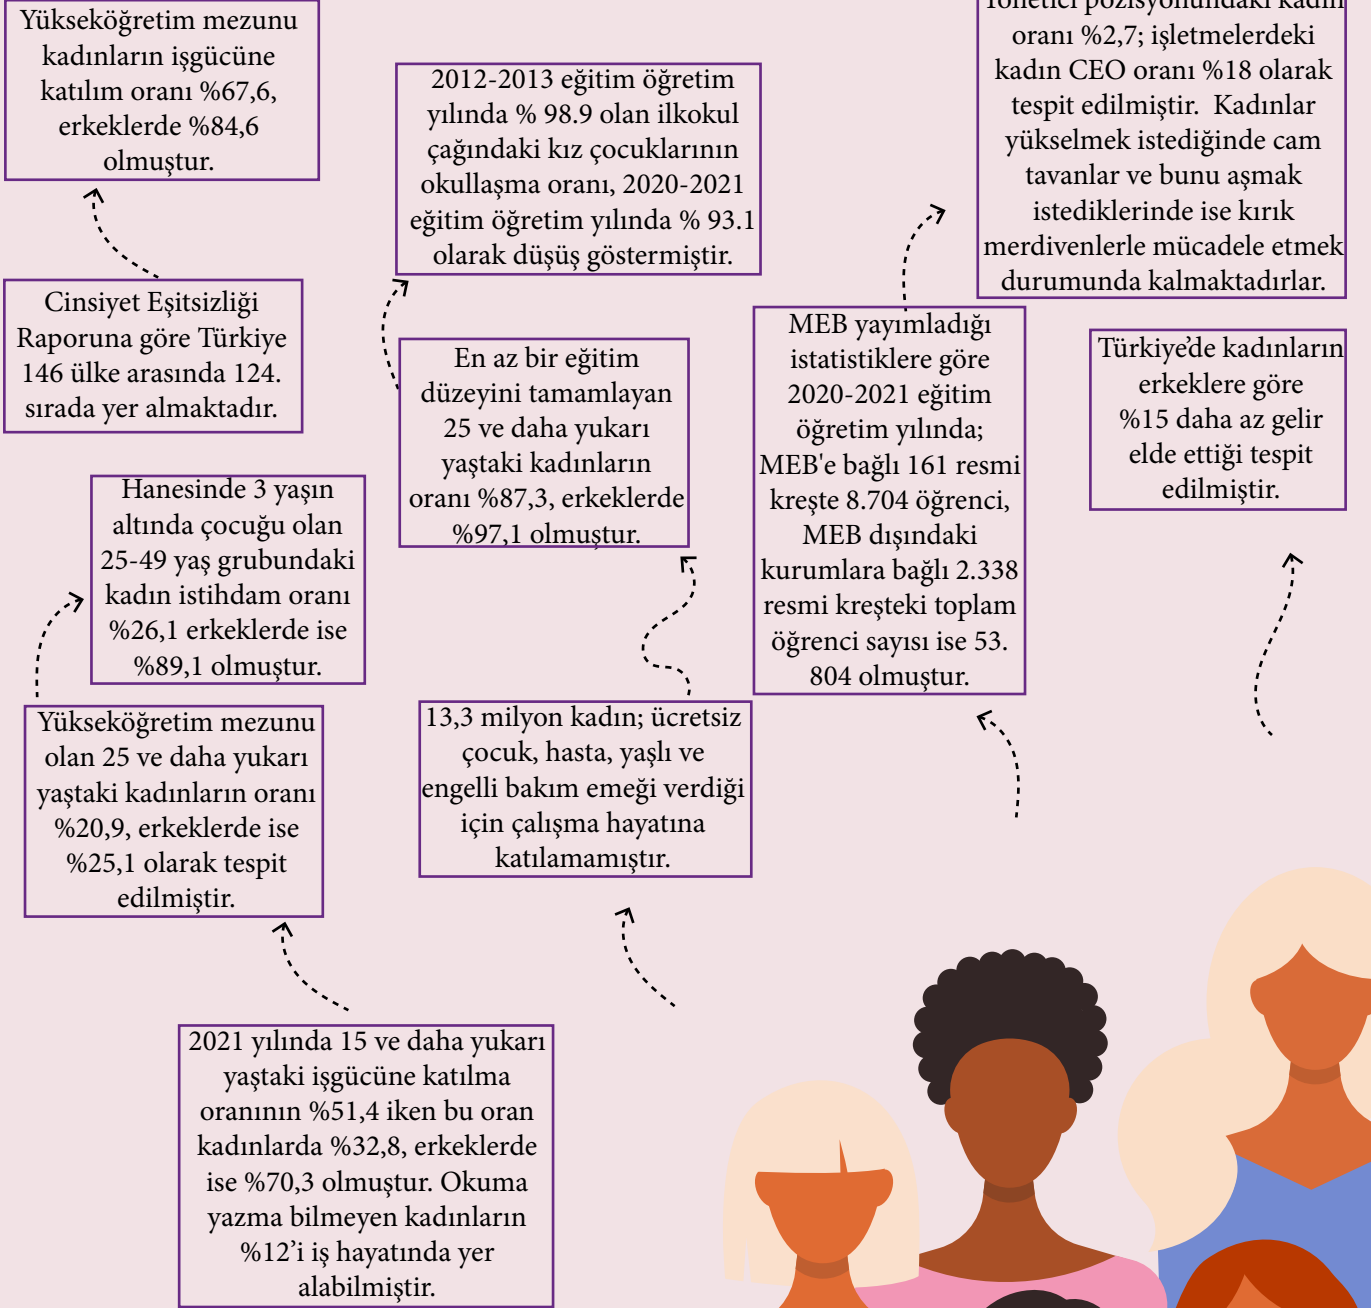 Yükseköğretim mezunu
kadınların işgücüne
katılım oranı %67,6,
erkeklerde %84,6
olmuştur.
Cinsiyet Eşitsizliği
Raporuna göre Türkiye
146 ülke arasında 124.
sırada yer almaktadır.
Hanesinde 3 yaşın
altında çocuğu olan
25-49 yaş grubundaki
kadın istihdam oranı
%26,1 erkeklerde ise
%89,1 olmuştur.
Yükseköğretim mezunu
olan 25 ve daha yukarı
yaştaki kadınların oranı
%20,9, erkeklerde ise
%25,1 olarak tespit
edilmiştir.
2021 yılında 15 ve daha yukarı
yaştaki işgücüne katılma
oranının %51,4 iken bu oran
kadınlarda %32,8, erkeklerde
ise %70,3 olmuştur. Okuma
yazma bilmeyen kadınların
%12’i iş hayatında yer
alabilmiştir.
2012-2013 eğitim öğretim
yılında % 98.9 olan ilkokul
çağındaki kız çocuklarının
okullaşma oranı, 2020-2021
eğitim öğretim yılında % 93.1
olarak düşüş göstermiştir.
En az bir eğitim
düzeyini tamamlayan
25 ve daha yukarı
yaştaki kadınların
oranı %87,3, erkeklerde
%97,1 olmuştur.
13,3 milyon kadın; ücretsiz
çocuk, hasta, yaşlı ve
engelli bakım emeği verdiği
için çalışma hayatına
katılamamıştır.
Yönetici pozisyonundaki kadın
oranı %2,7; işletmelerdeki
kadın CEO oranı %18 olarak
tespit edilmiştir. Kadınlar
yükselmek istediğinde cam
tavanlar ve bunu aşmak
istediklerinde ise kırık
merdivenlerle mücadele etmek
durumunda kalmaktadırlar.
MEB yayımladığı
istatistiklere göre
2020-2021 eğitim
öğretim yılında;
MEB'e bağlı 161 resmi
kreşte 8.704 öğrenci,
MEB dışındaki
kurumlara bağlı 2.338
resmi kreşteki toplam
öğrenci sayısı ise 53.
804 olmuştur.
Türkiye’de kadınların
erkeklere göre
%15 daha az gelir
elde ettiği tespit
edilmiştir.